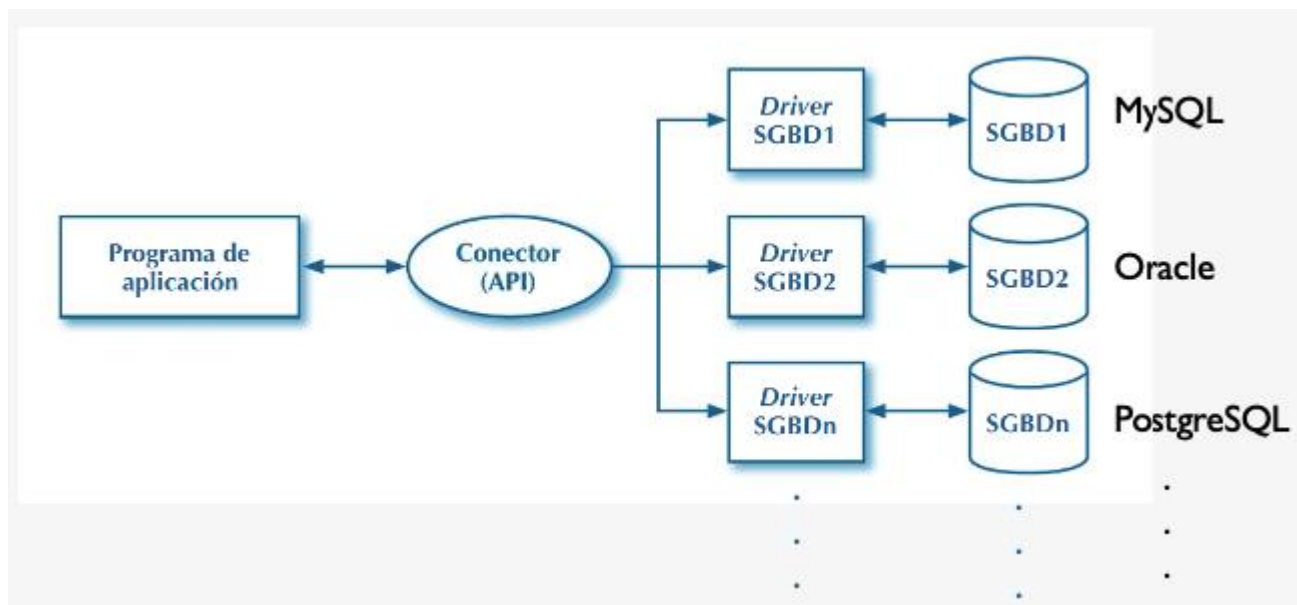 Driver
SGBD1
SGBD1
MySQL
Programa de
aplicación
Conector
(API)
Driver
SGBD2
SGBD2
Oracle
Driver
SGBDn
SGBDn
PostgreSQL